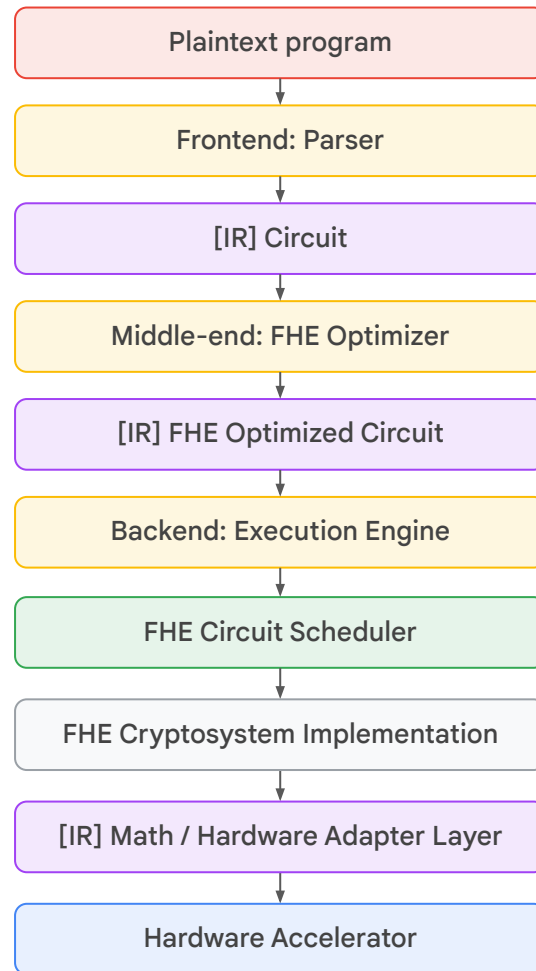 Plaintext program
Frontend: Parser
[IR] Circuit
Middle-end: FHE Optimizer
[IR] FHE Optimized Circuit
Backend: Execution Engine
FHE Circuit Scheduler
FHE Cryptosystem Implementation
[IR] Math / Hardware Adapter Layer
Hardware Accelerator